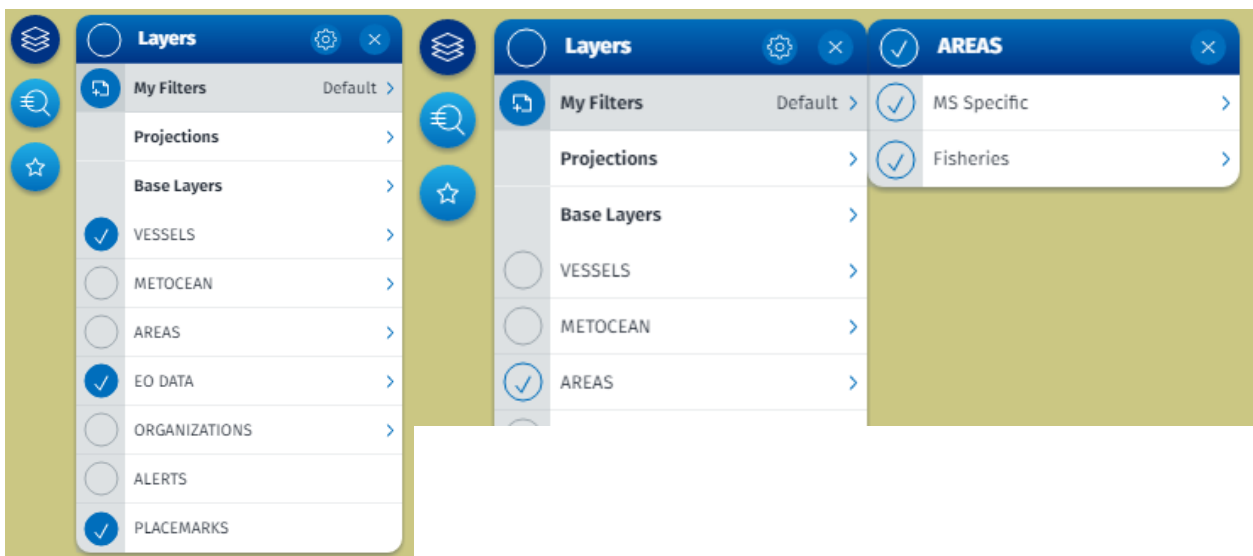 Layers
My Filters Default
Projections
Base Layers
VESSELS
METOCEAN
AREAS
EO DATA
ORGANIZATIONS
ALERTS
PLACEMARKS
Layers
My Filters Default
Projections
Base Layers
VESSELS
METOCEAN
AREAS
AREAS
MS Specific
Fisheries